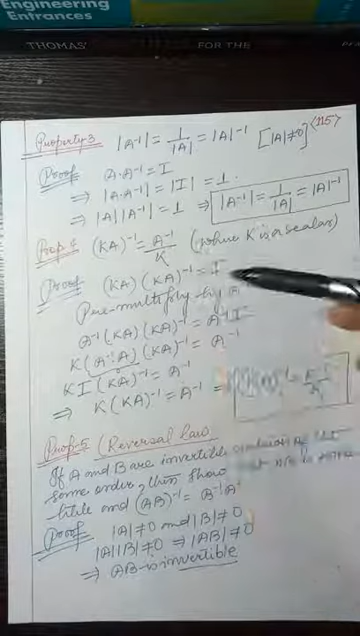 Engineering
Entrances
THOMAS' FOR THE
<115>
Property-3 |A⁻¹| = 1/|A| = |A|⁻¹ [|A|≠0]
Proof A·A⁻¹ = I
⇒ |A·A⁻¹| = |I| = 1.
⇒ |A||A⁻¹| = 1 ⇒ |A⁻¹| = 1/|A| = |A|⁻¹
Prop 4 (KA)⁻¹ = A⁻¹/K (where K is a scalar)
Proof (KA)(KA)⁻¹ = I
Pre-multiply by A
A⁻¹(KA)(KA)⁻¹ = A⁻¹I
K(A⁻¹A)(KA)⁻¹ = A⁻¹
KI(KA)⁻¹ = A⁻¹
⇒ K(KA)⁻¹ = A⁻¹ ⇒
Prop-5 (Reversal law
If A and B are invertible of the
same order, then show
tible and (AB)⁻¹ = B⁻¹A⁻¹
Proof |A|≠0 and |B|≠0
|A||B|≠0 ⇒ |AB|≠0
⇒ AB is invertible